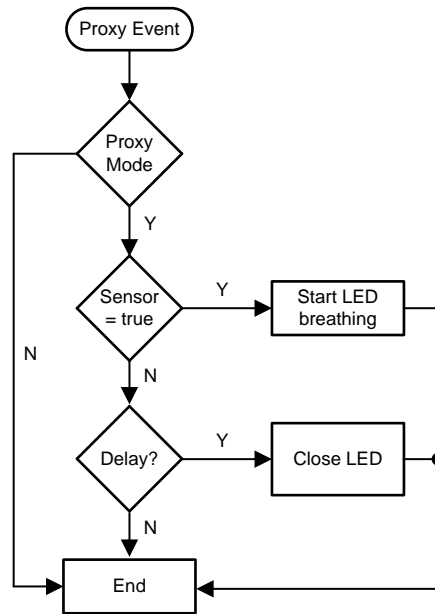 Proxy Event
Proxy
Mode
Y
Sensor
= true
Y
Start LED
breathing
N
N
Delay?
Y
Close LED
N
End